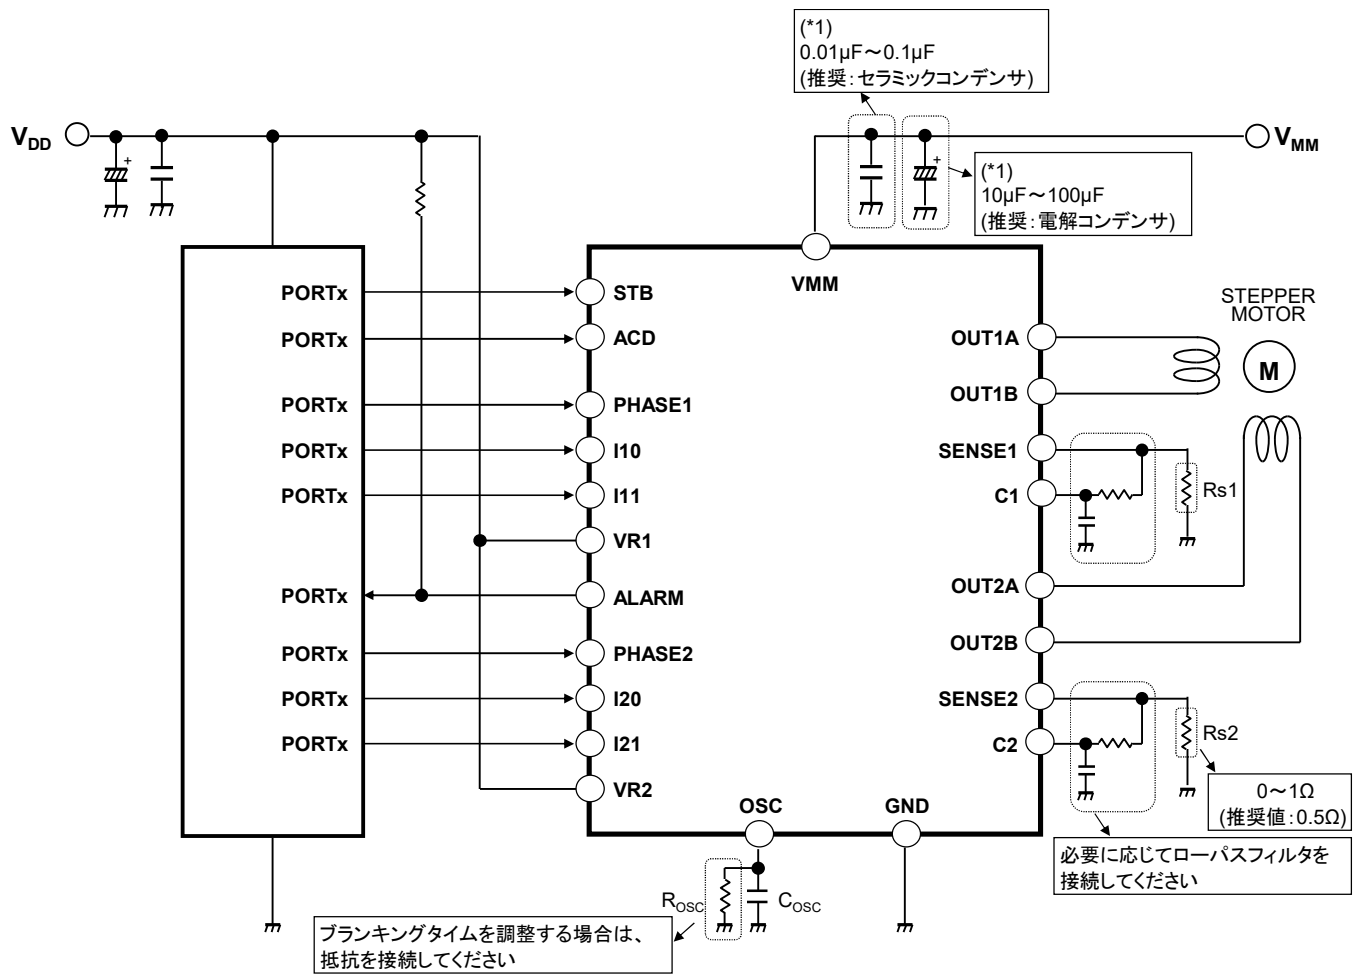 (*1)
0.01µF～0.1µF
(推奨:セラミックコンデンサ)
VDD
+
+
VMM
(*1)
10µF～100µF
(推奨:電解コンデンサ)
VMM
STEPPER
MOTOR
M
PORTx
STB
PORTx
ACD
OUT1A
PORTx
PHASE1
OUT1B
PORTx
I10
SENSE1
PORTx
I11
C1
Rs1
VR1
PORTx
ALARM
OUT2A
PORTx
PHASE2
OUT2B
PORTx
I20
SENSE2
PORTx
I21
C2
Rs2
VR2
OSC
GND
0～1Ω
(推奨値:0.5Ω)
必要に応じてローパスフィルタを
接続してください
ROSC
COSC
ブランキングタイムを調整する場合は、
抵抗を接続してください